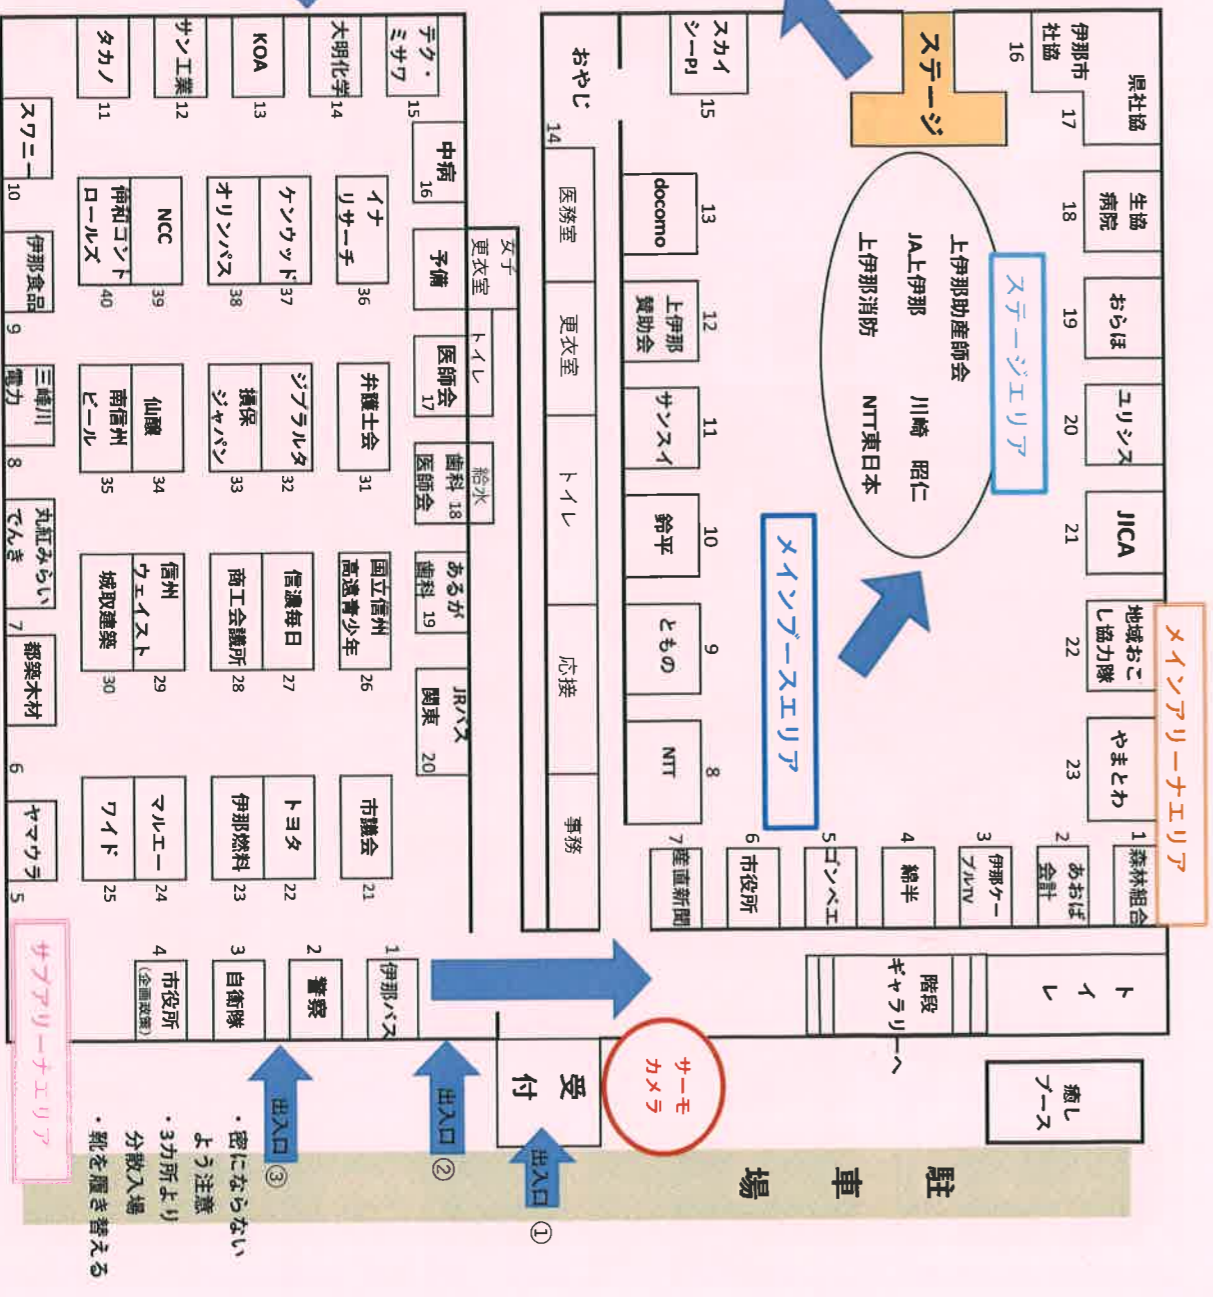 メインアリーナエリア
県社協
17
伊那市
社協
16
ステージ
生協
病院
18
おらほ
19
ユリシス
20
JICA
21
地域おこ
し協力隊
22
やまとわ
23
1
森林組合
2
あおば
会計
3
伊那ケー
ブルTV
4
綿半
5
ゴンベエ
6
市役所
7
産直新聞
ステージエリア
上伊那助産師会
JA上伊那　川崎　昭仁
上伊那消防　NTT東日本
メインブースエリア
スカイ
シーPJ
15
docomo
13
上伊那
賛助会
12
サンスイ
11
鈴平
10
ともの
9
NTT
8
おやじ
14
医務室
更衣室
トイレ
応接
事務
女子
更衣室
トイレ
給水
トイレ
階段
ギャラリーへ
癒し
ブース
サーモ
カメラ
受付
駐車場
出入口
①
出入口
②
出入口
③
テク・
ミサワ
15
大明化学
14
KOA
13
サン工業
12
タカノ
11
中病
16
予備
医師会
17
歯科
医師会
18
あるが
歯科
19
JRバス
関東
20
イナ
リサーチ
36
弁護士会
31
国立信州
高遠青少年
26
市議会
21
ケンウッド
37
オリンパス
38
ジブラルタ
32
損保
ジャパン
33
信濃毎日
27
商工会議所
28
トヨタ
22
伊那燃料
23
NCC
39
伸和コント
ロールズ
40
仙醸
34
南信州
ビール
35
信州
ウェイスト
29
城取建築
30
マルエー
24
ワイド
25
スワニー
10
伊那食品
9
三峰川
電力
8
丸紅みらい
でんき
7
都築木材
6
ヤマウラ
5
1
伊那バス
2
警察
3
自衛隊
4
市役所
（企画政策）
サブアリーナエリア
・密にならない
よう注意
・3カ所より
分散入場
・靴を履き替える